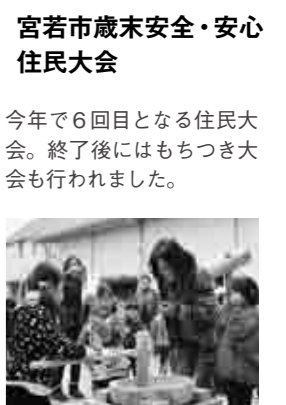 宮若市歳末安全・安心
住民大会
今年で６回目となる住民大
会。終了後にはもちつき大
会も行われました。